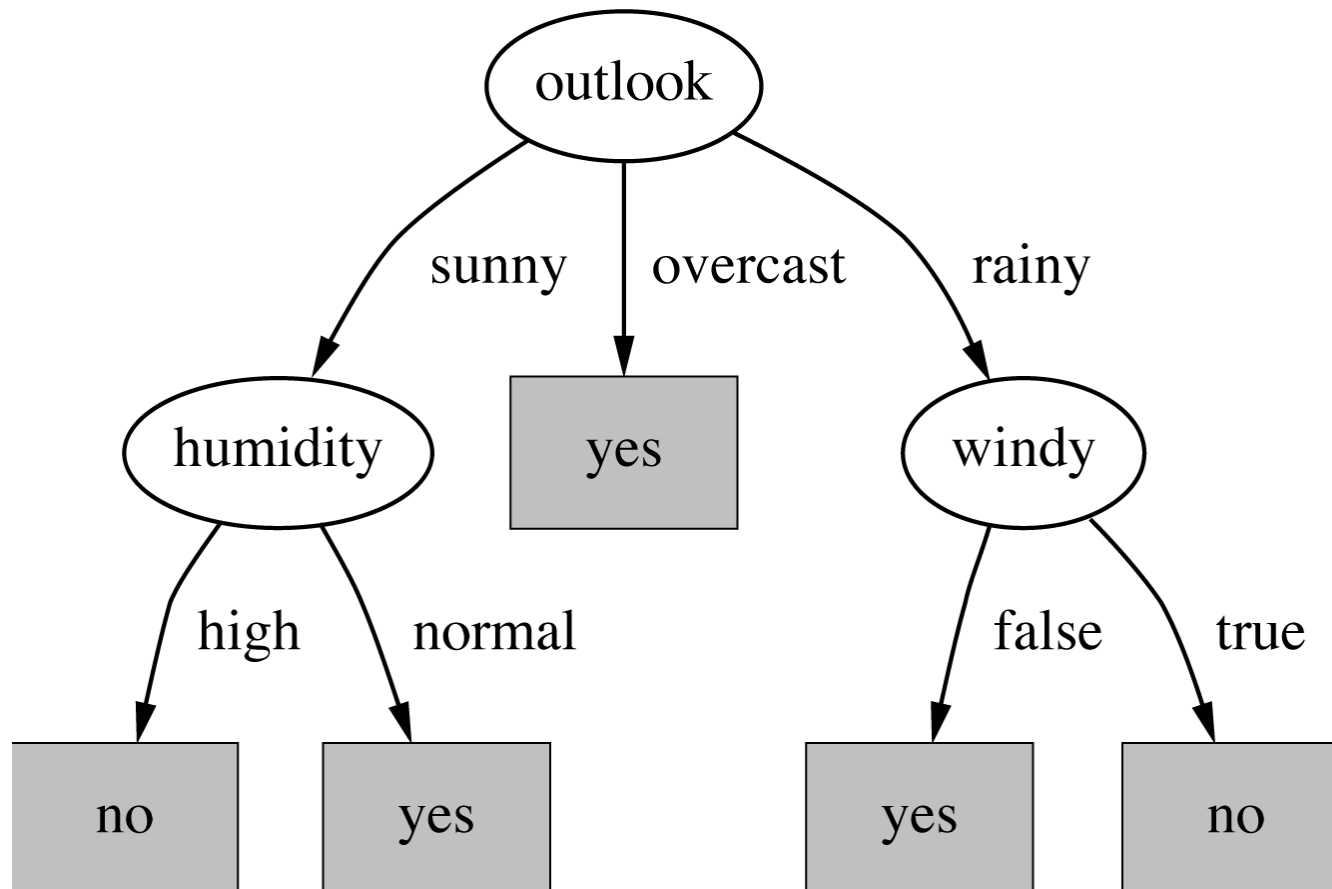 outlook
sunny overcast rainy
humidity yes windy
high normal false true
no yes yes no